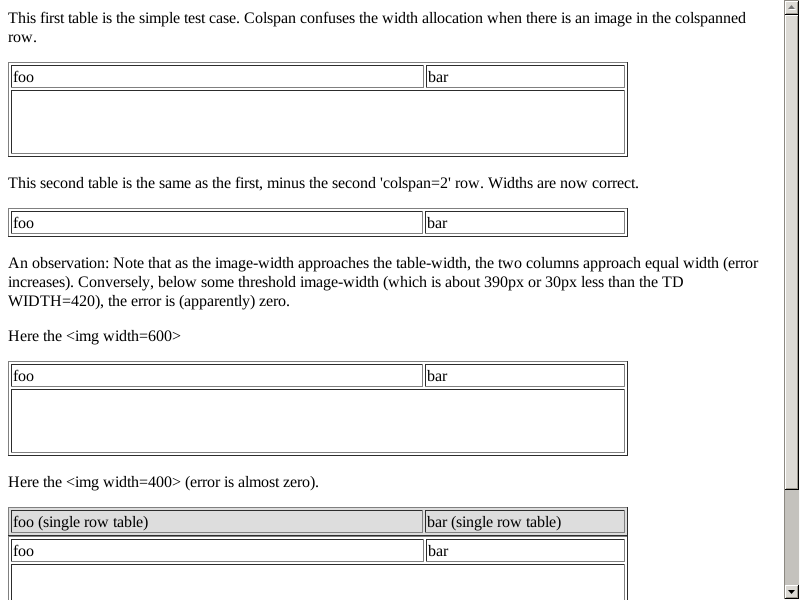 This first table is the simple test case. Colspan confuses the width allocation when there is an image in the colspanned
row.
foo bar
This second table is the same as the first, minus the second 'colspan=2' row. Widths are now correct.
foo bar
An observation: Note that as the image-width approaches the table-width, the two columns approach equal width (error
increases). Conversely, below some threshold image-width (which is about 390px or 30px less than the TD
WIDTH=420), the error is (apparently) zero.
Here the <img width=600>
foo bar
Here the <img width=400> (error is almost zero).
foo (single row table) bar (single row table)
foo bar